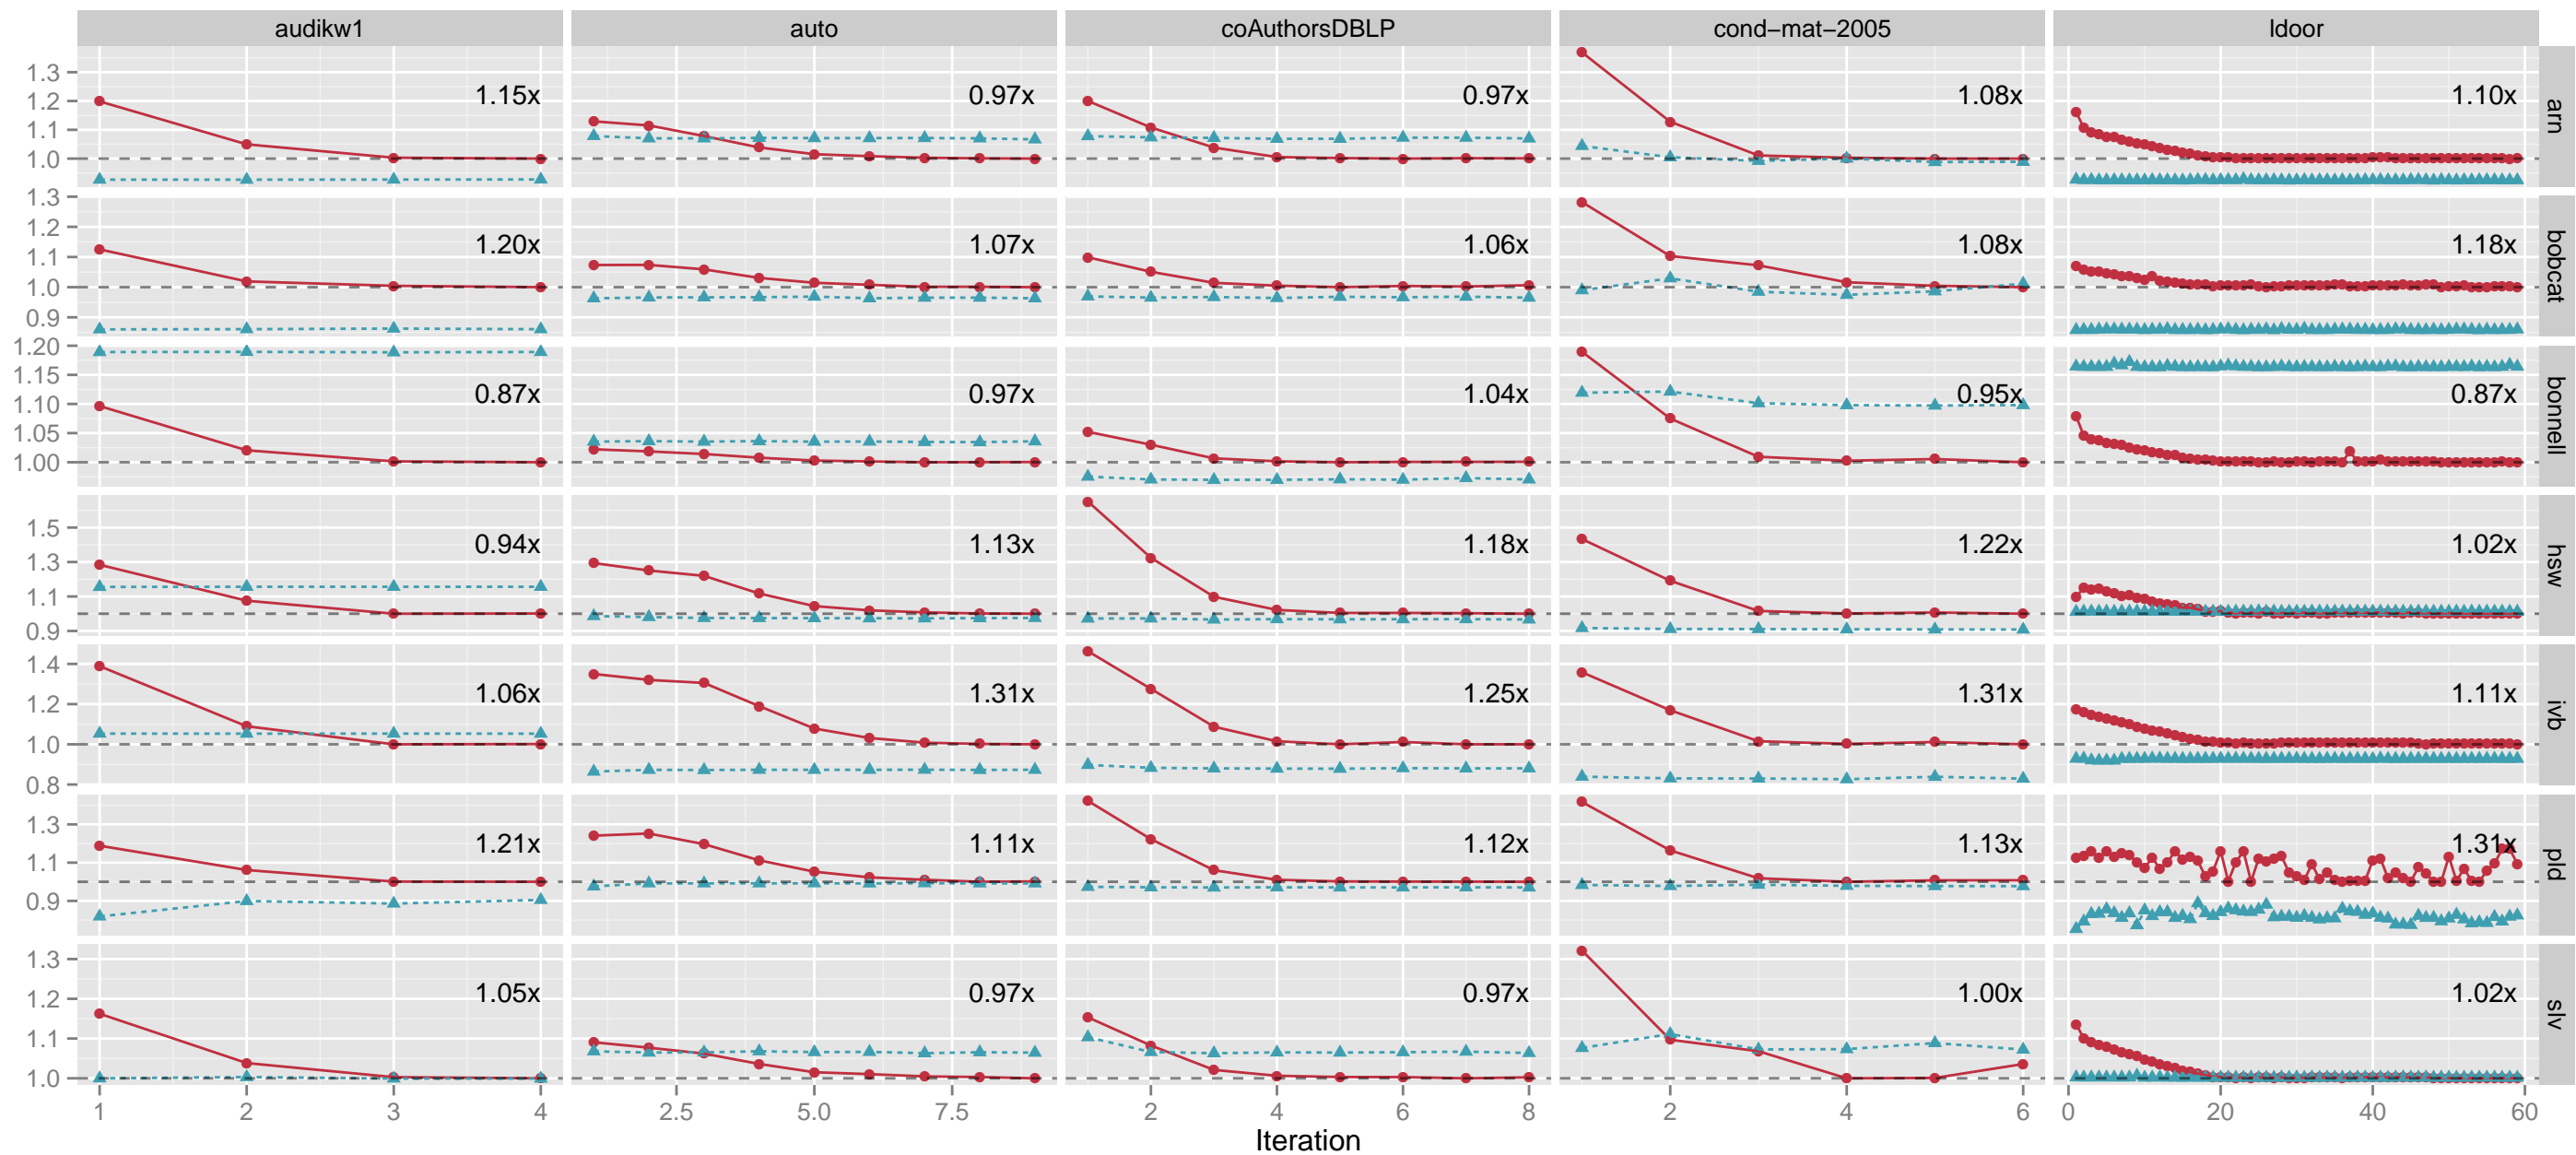 audikw1 auto coAuthorsDBLP cond−mat−2005 ldoor
1.3
1.2 1.15x 0.97x 0.97x 1.08x 1.10x arn
1.1
1.0
1.3
1.2 1.20x 1.07x 1.06x 1.08x 1.18x bobcat
1.1
1.0
0.9
1.20
1.15
1.10 0.87x 0.97x 1.04x 0.95x 0.87x bonnell
1.05
1.00
1.5
1.3 0.94x 1.13x 1.18x 1.22x 1.02x hsw
1.1
0.9
1.4
1.2 1.06x 1.31x 1.25x 1.31x 1.11x ivb
1.0
0.8
1.3
1.1 1.21x 1.11x 1.12x 1.13x 1.31x pld
0.9
1.3
1.2 1.05x 0.97x 0.97x 1.00x 1.02x slv
1.1
1.0
1 2 3 4 2.5 5.0 7.5 2 4 6 8 2 4 6 0 20 40 60
Iteration